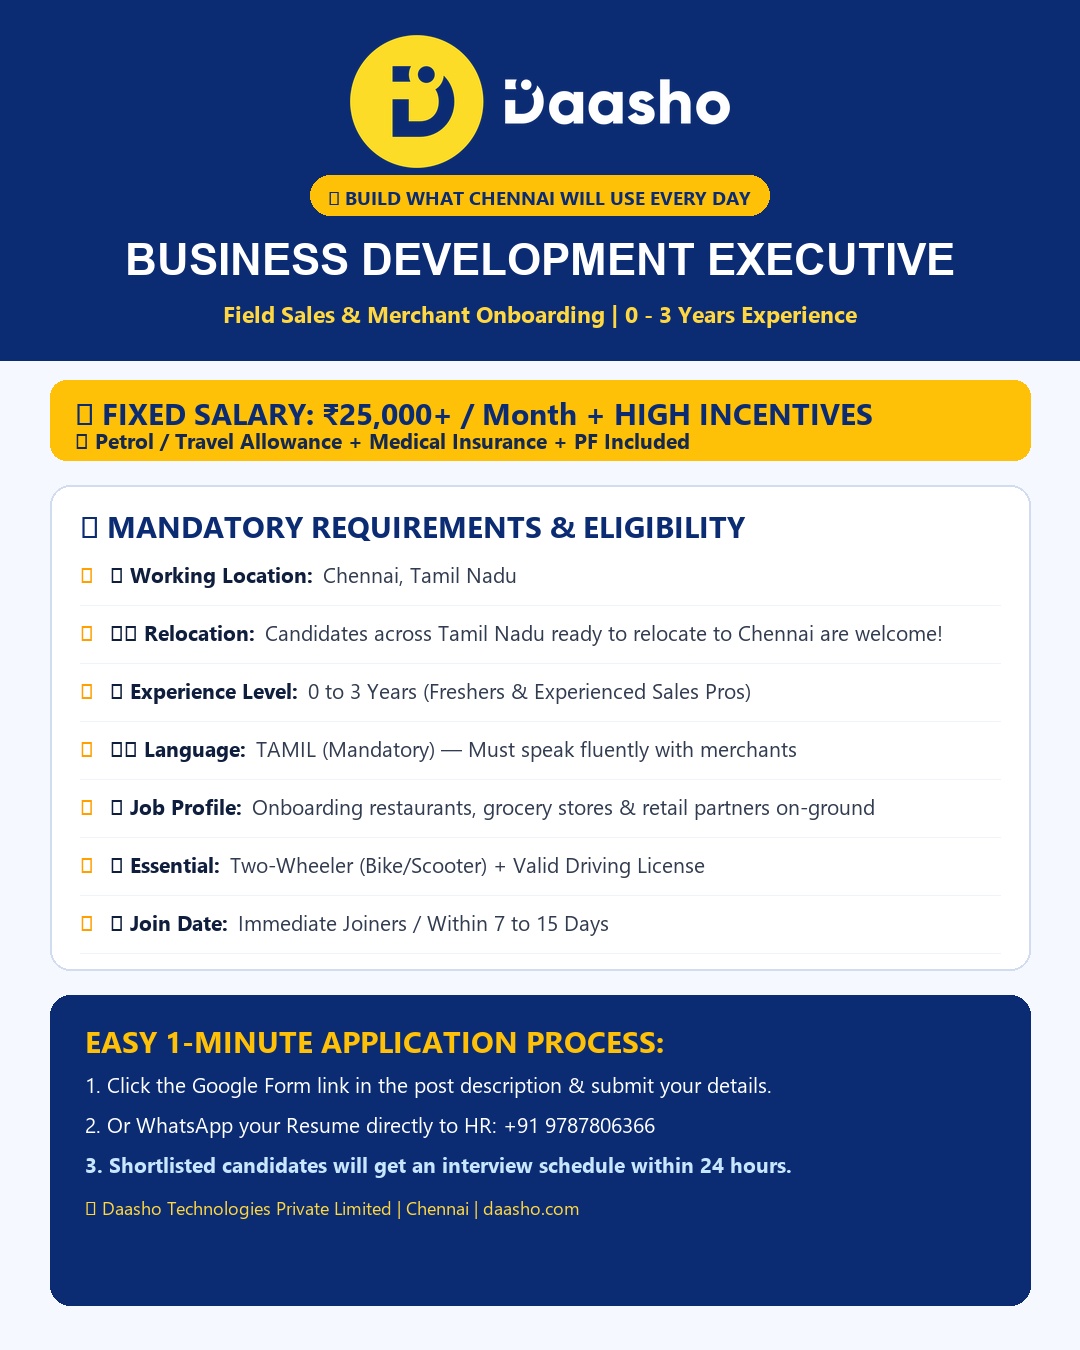 Daasho
BUILD WHAT CHENNAI WILL USE EVERY DAY
BUSINESS DEVELOPMENT EXECUTIVE
Field Sales & Merchant Onboarding | 0 - 3 Years Experience
FIXED SALARY: ₹25,000+ / Month + HIGH INCENTIVES
Petrol / Travel Allowance + Medical Insurance + PF Included
MANDATORY REQUIREMENTS & ELIGIBILITY
Working Location: Chennai, Tamil Nadu
Relocation: Candidates across Tamil Nadu ready to relocate to Chennai are welcome!
Experience Level: 0 to 3 Years (Freshers & Experienced Sales Pros)
Language: TAMIL (Mandatory) — Must speak fluently with merchants
Job Profile: Onboarding restaurants, grocery stores & retail partners on-ground
Essential: Two-Wheeler (Bike/Scooter) + Valid Driving License
Join Date: Immediate Joiners / Within 7 to 15 Days
EASY 1-MINUTE APPLICATION PROCESS:
1. Click the Google Form link in the post description & submit your details.
2. Or WhatsApp your Resume directly to HR: +91 9787806366
3. Shortlisted candidates will get an interview schedule within 24 hours.
Daasho Technologies Private Limited | Chennai | daasho.com